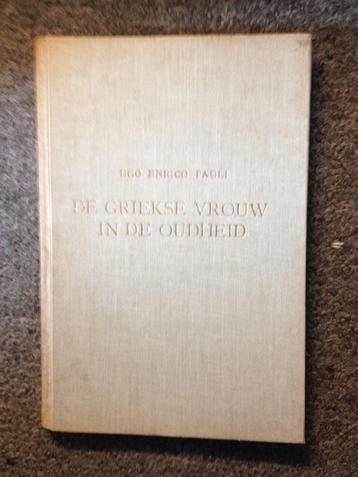 UGO ENRICO PAOLI
DE GRIEKSE VROUW
IN DE OUDHEID